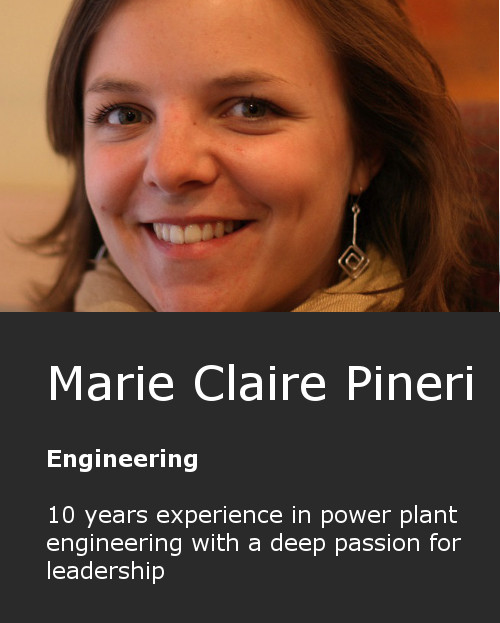 Marie Claire Pineri
Engineering
10 years experience in power plant
engineering with a deep passion for
leadership